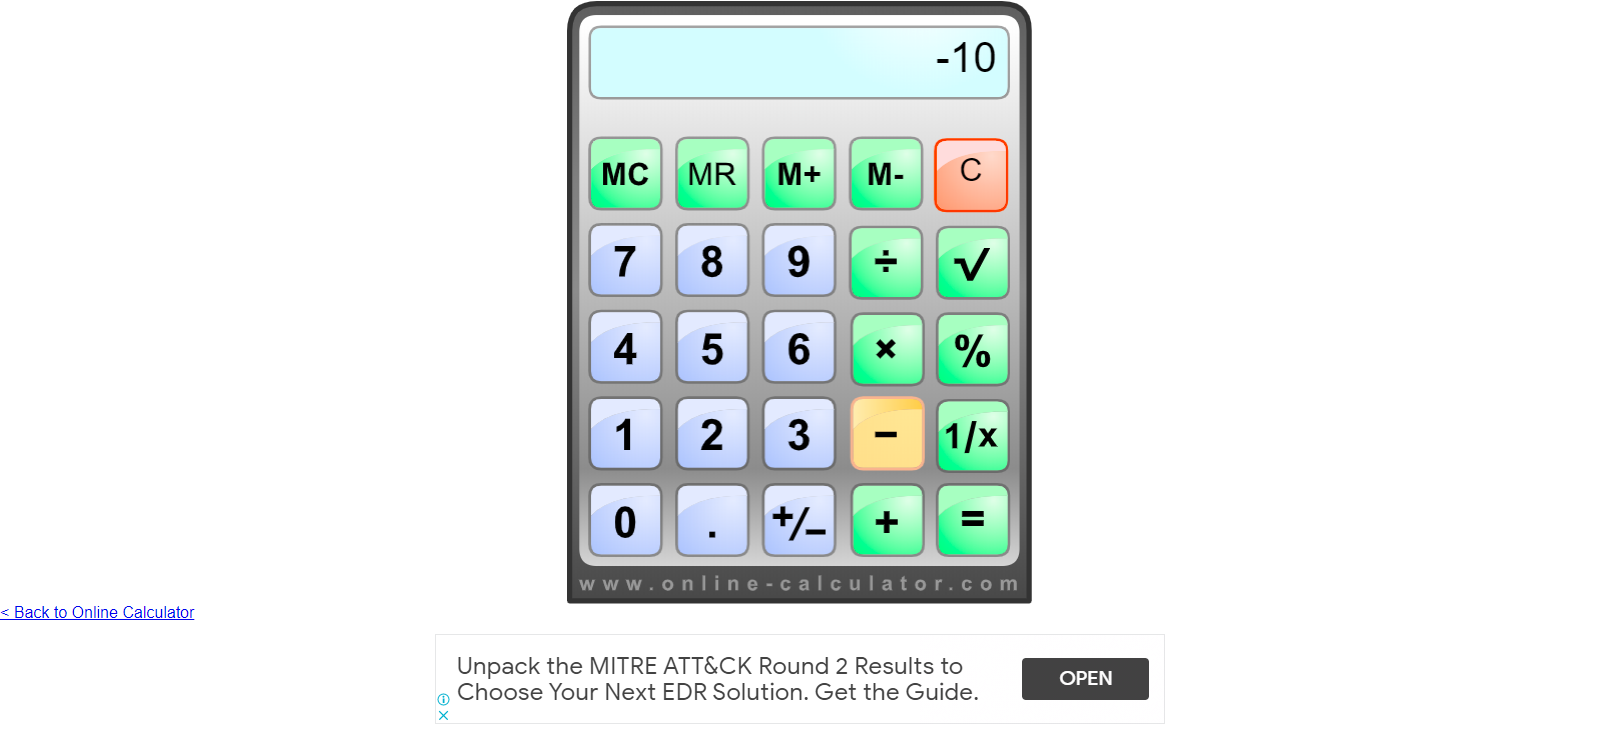 -10
MC MR M+ M- C
7 8 9 ÷ √
4 5 6 × %
1 2 3 − 1/x
0 . +/− + =
www.online-calculator.com
< Back to Online Calculator
Unpack the MITRE ATT&CK Round 2 Results to
Choose Your Next EDR Solution. Get the Guide.
OPEN